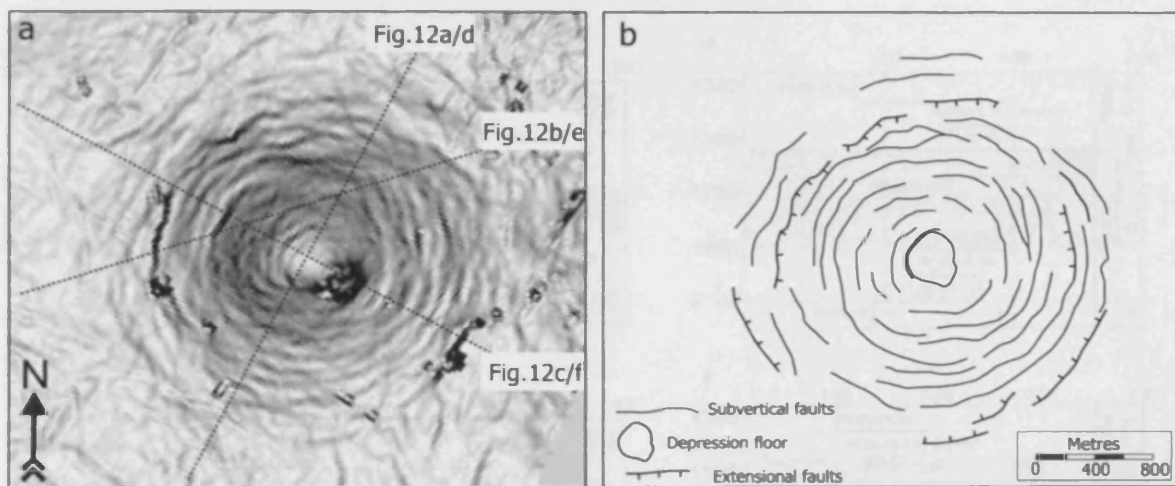 a
Fig.12a/d
Fig.12b/e
Fig.12c/f
N
b
Subvertical faults
Depression floor
Extensional faults
Metres
0 400 800